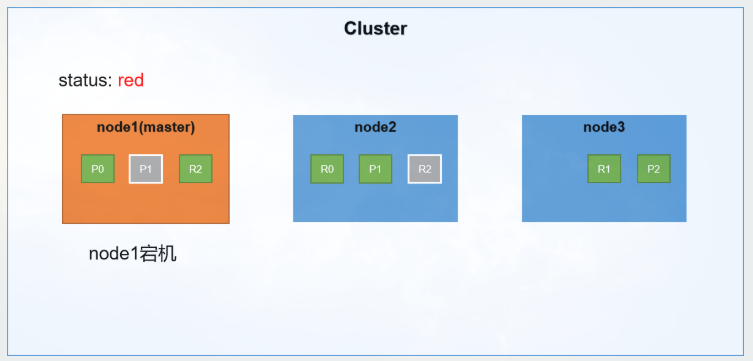 Cluster
status: red
node1(master)
node2
node3
P0
P1
R2
R0
P1
R2
R1
P2
node1宕机